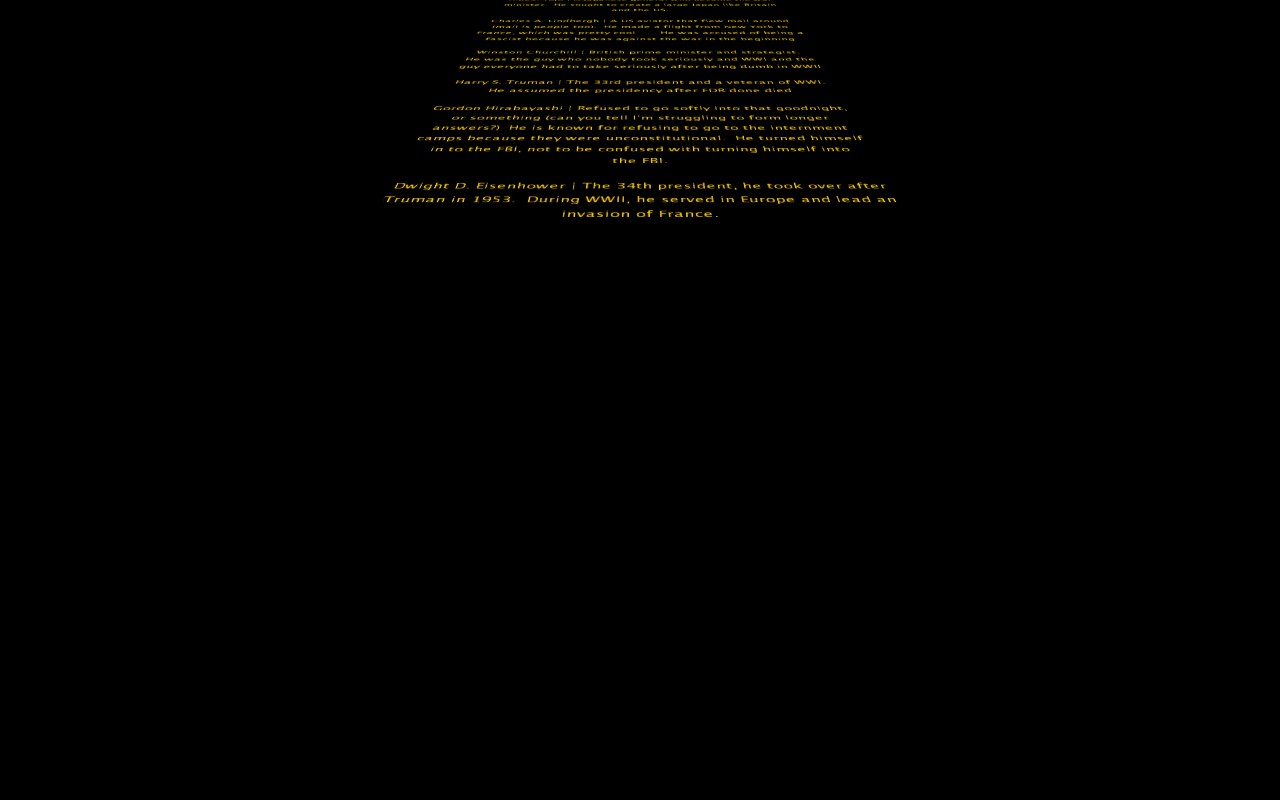 minister. He sought to create a large Japan like Britain
and the US.
Charles A. Lindbergh | A US aviator that flew mail around
(mail is people too). He made a flight from New York to
France, which was pretty cool He was accused of being a
fascist because he was against the war in the beginning
Winston Churchill | British prime minister and strategist.
He was the guy who nobody took seriously and WWI and the
guy everyone had to take seriously after being dumb in WWII
Harry S. Truman | The 33rd president and a veteran of WWI.
He assumed the presidency after FDR done died
Gordon Hirabayashi | Refused to go softly into that goodnight,
or something (can you tell I'm struggling to form longer
answers?) He is known for refusing to go to the internment
camps because they were unconstitutional. He turned himself
in to the FBI, not to be confused with turning himself into
the FBI.
Dwight D. Eisenhower | The 34th president, he took over after
Truman in 1953. During WWII, he served in Europe and lead an
invasion of France.